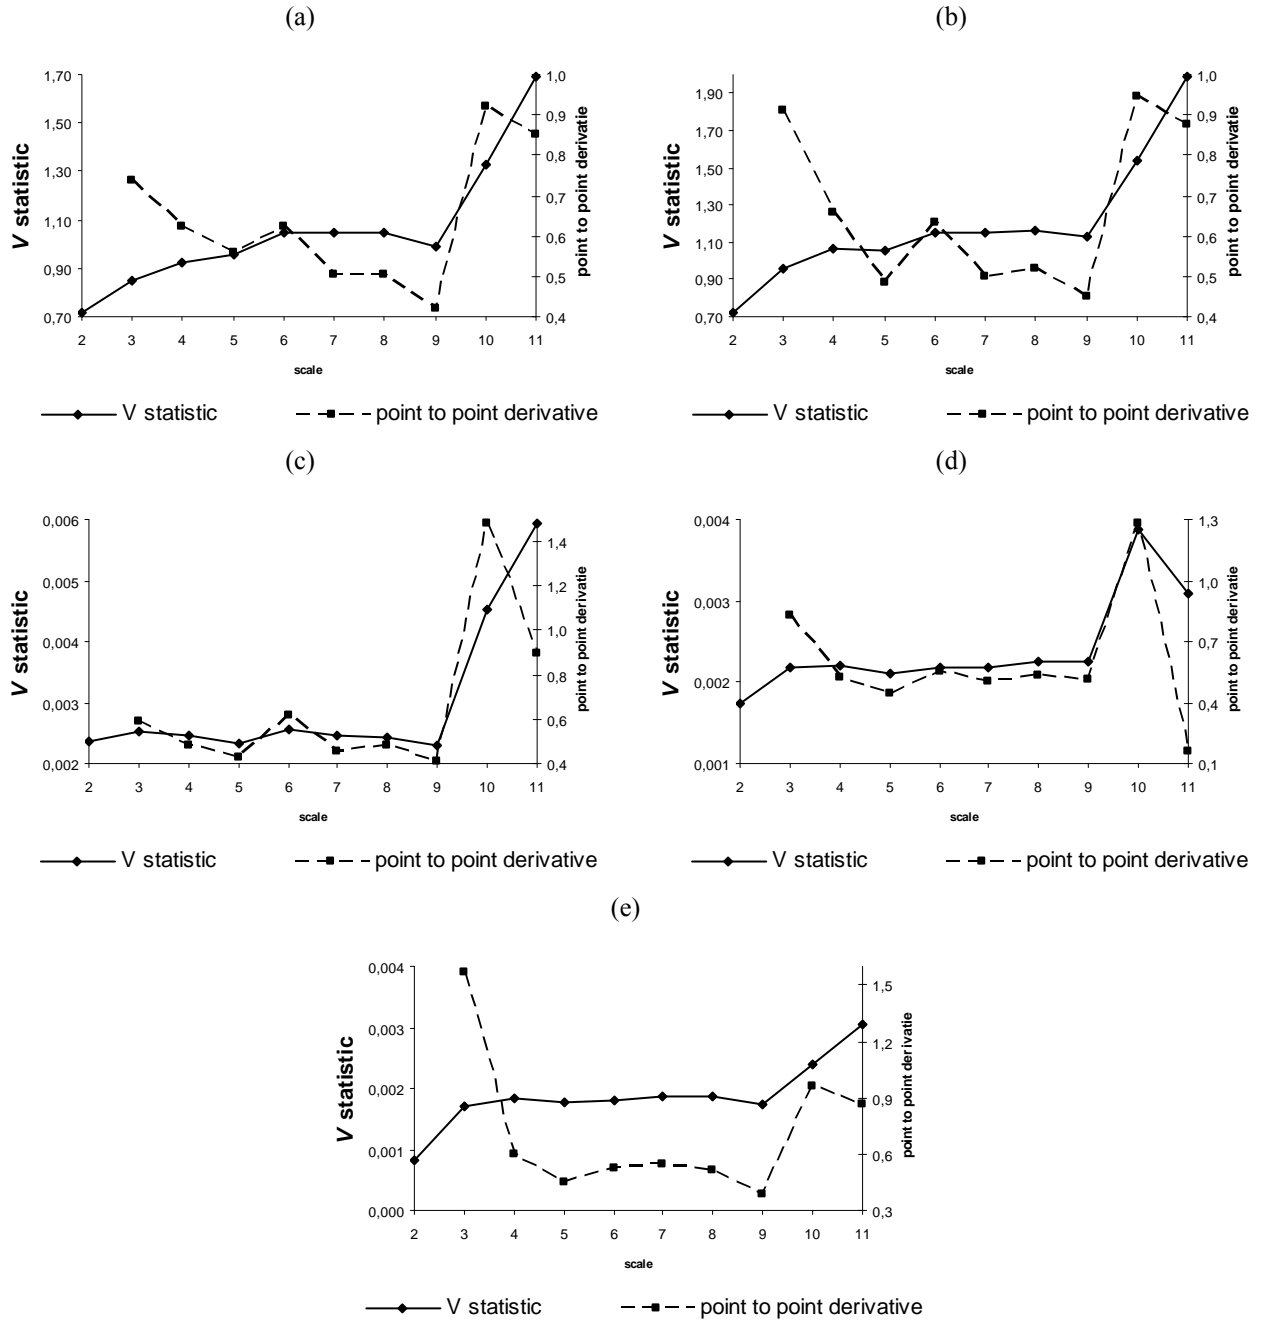 (a)
(b)
1,70
1,50
1,30
1,10
0,90
0,70
V statistic
1,0
0,9
0,8
0,7
0,6
0,5
0,4
point to point derivatie
2 3 4 5 6 7 8 9 10 11
scale
V statistic point to point derivative
1,90
1,70
1,50
1,30
1,10
0,90
0,70
V statistic
1,0
0,9
0,8
0,7
0,6
0,5
0,4
point to point derivatie
2 3 4 5 6 7 8 9 10 11
scale
V statistic point to point derivative
(c)
(d)
0,006
0,005
0,004
0,003
0,002
V statistic
1,4
1,2
1,0
0,8
0,6
0,4
point to point derivatie
2 3 4 5 6 7 8 9 10 11
scale
V statistic point to point derivative
0,004
0,003
0,002
0,001
V statistic
1,3
1,0
0,7
0,4
0,1
point to point derivatie
2 3 4 5 6 7 8 9 10 11
scale
V statistic point to point derivative
(e)
0,004
0,003
0,002
0,001
0,000
V statistic
1,5
1,2
0,9
0,6
0,3
point to point derivatie
2 3 4 5 6 7 8 9 10 11
scale
V statistic point to point derivative